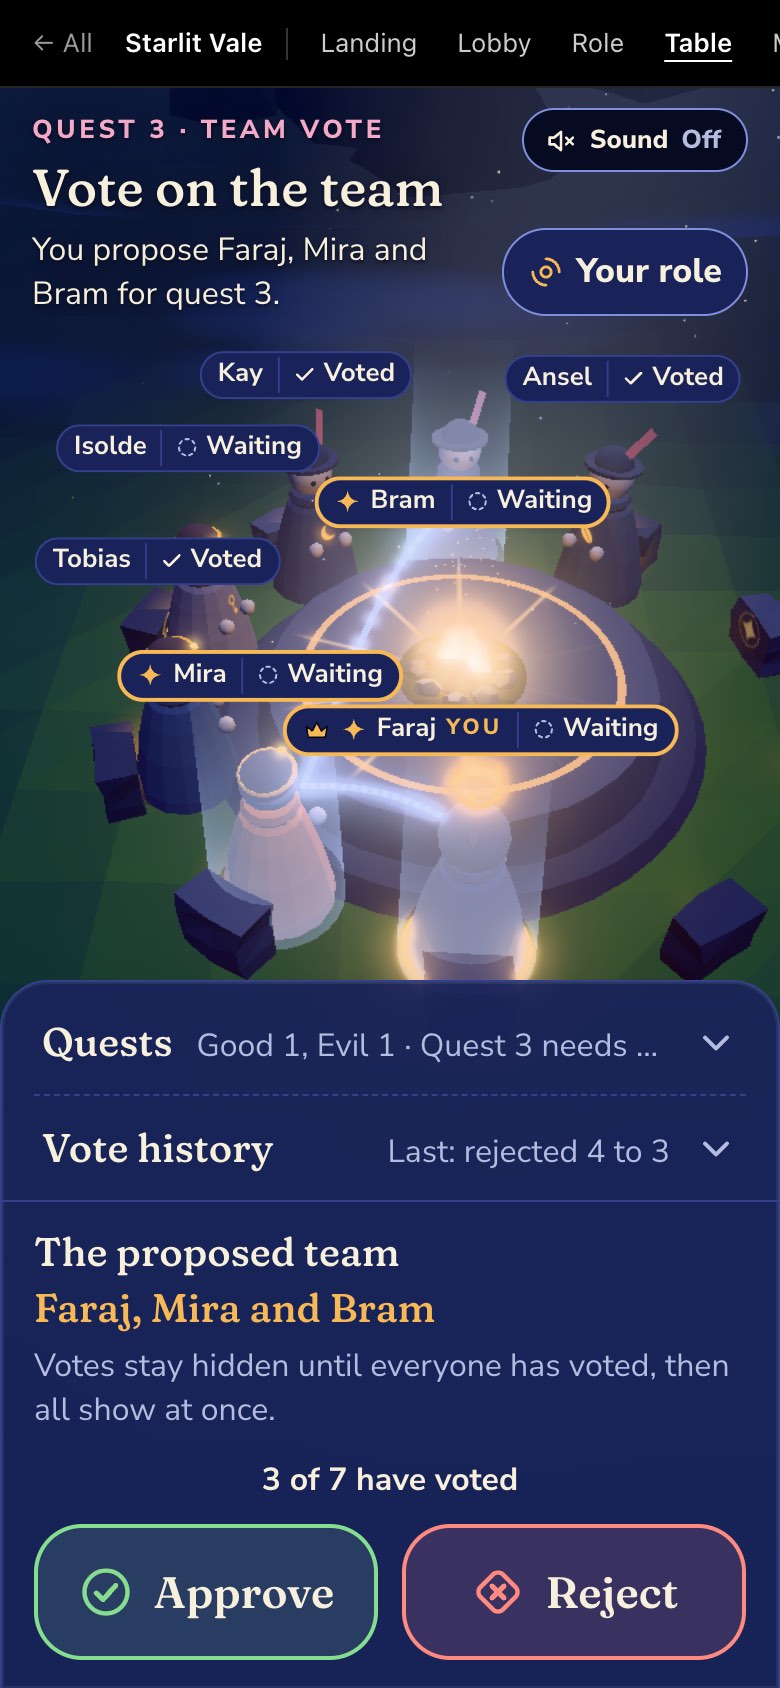 ← All Starlit Vale Landing Lobby Role Table
QUEST 3 · TEAM VOTE
Sound Off
Vote on the team
You propose Faraj, Mira and
Bram for quest 3.
Your role
Kay Voted
Ansel Voted
Isolde Waiting
Bram Waiting
Tobias Voted
Mira Waiting
Faraj YOU Waiting
Quests Good 1, Evil 1 · Quest 3 needs ...
Vote history Last: rejected 4 to 3
The proposed team
Faraj, Mira and Bram
Votes stay hidden until everyone has voted, then
all show at once.
3 of 7 have voted
Approve Reject